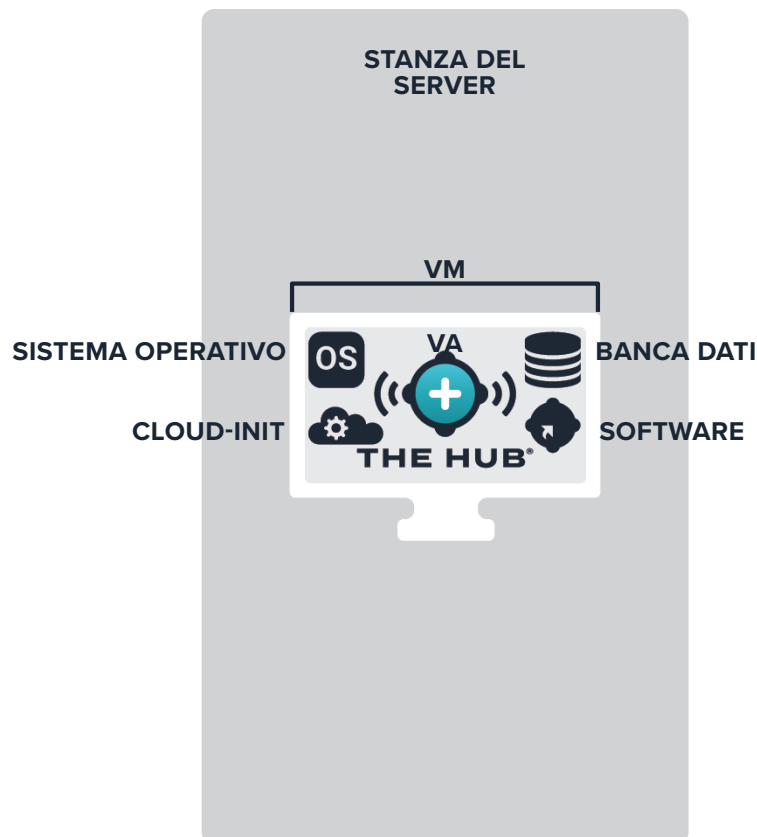 STANZA DEL
SERVER
VM
SISTEMA OPERATIVO
OS
VA
BANCA DATI
CLOUD-INIT
SOFTWARE
THE HUB®